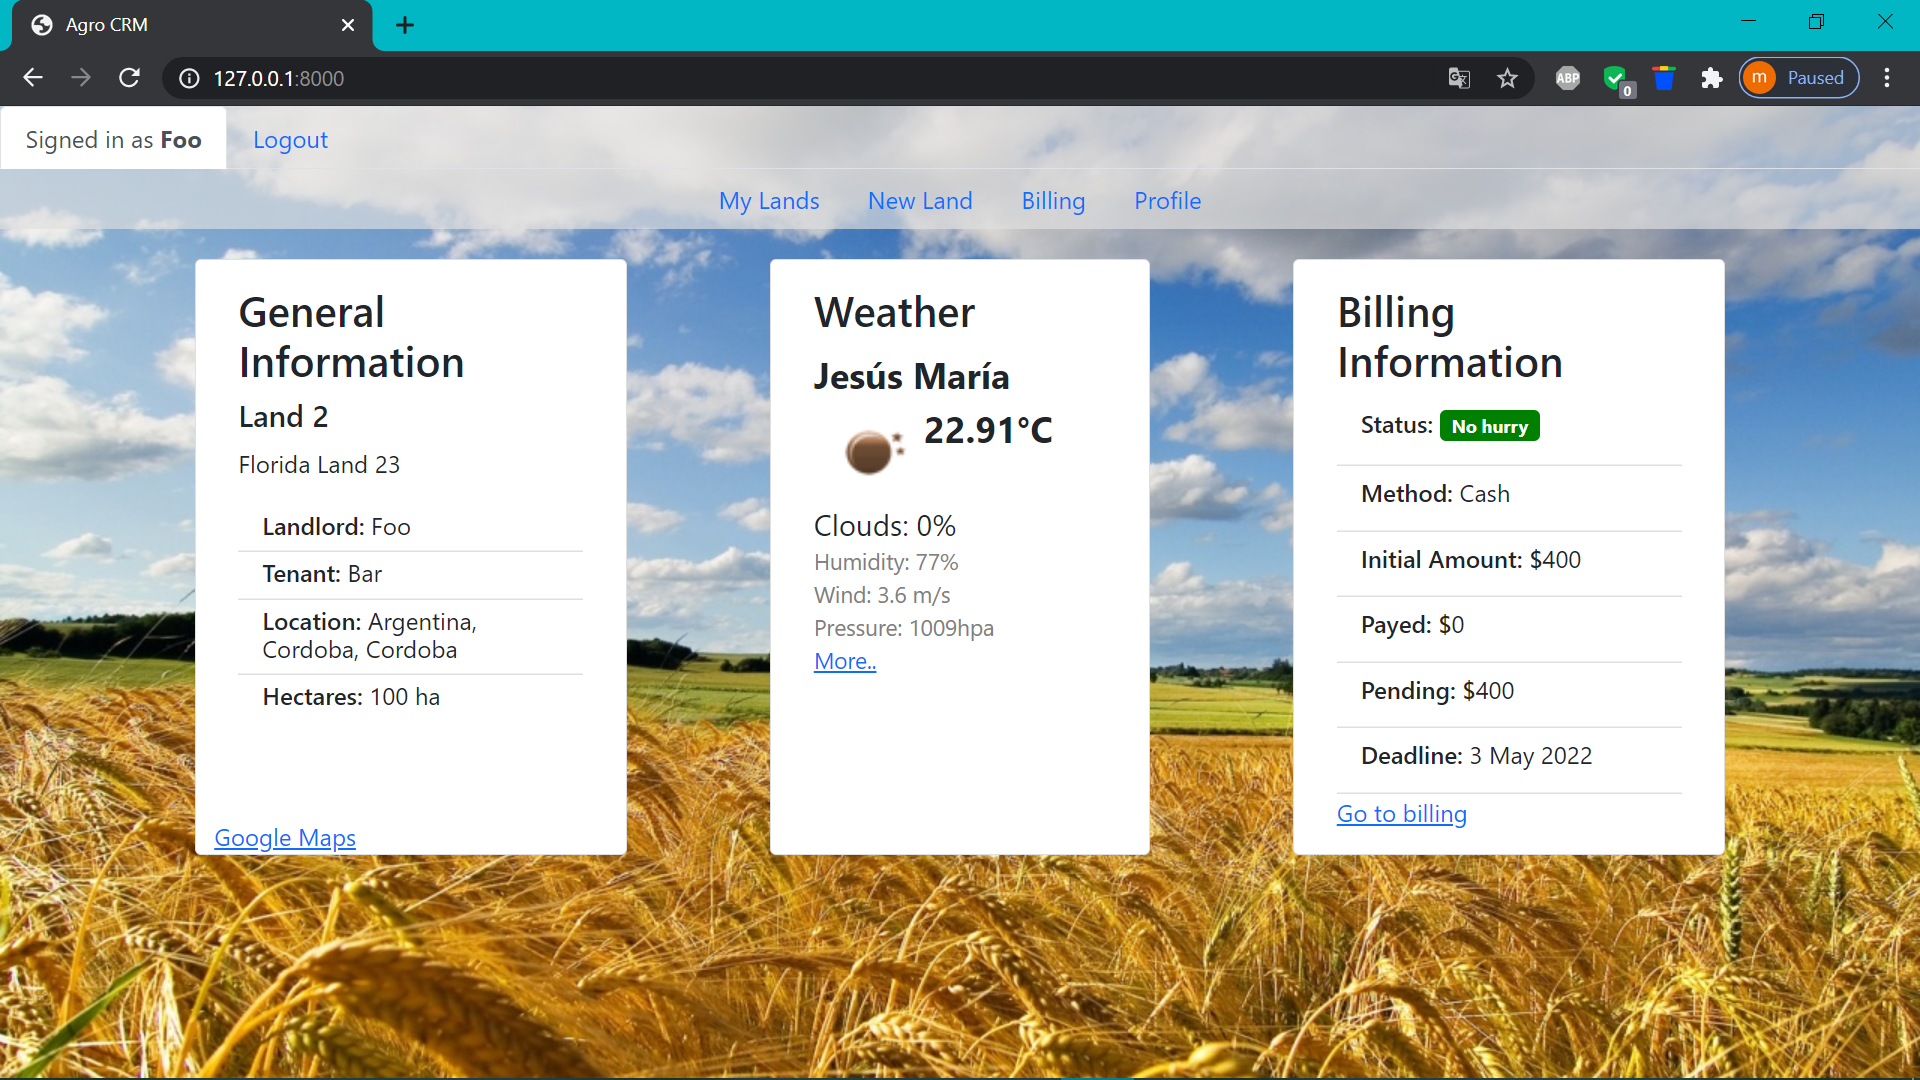 Agro CRM
127.0.0.1:8000
ABP
0
m Paused
Signed in as Foo
Logout
My Lands
New Land
Billing
Profile
General
Information
Land 2
Florida Land 23
Landlord: Foo
Tenant: Bar
Location: Argentina,
Cordoba, Cordoba
Hectares: 100 ha
Google Maps
Weather
Jesús María
22.91°C
Clouds: 0%
Humidity: 77%
Wind: 3.6 m/s
Pressure: 1009hpa
More..
Billing
Information
Status: No hurry
Method: Cash
Initial Amount: $400
Payed: $0
Pending: $400
Deadline: 3 May 2022
Go to billing